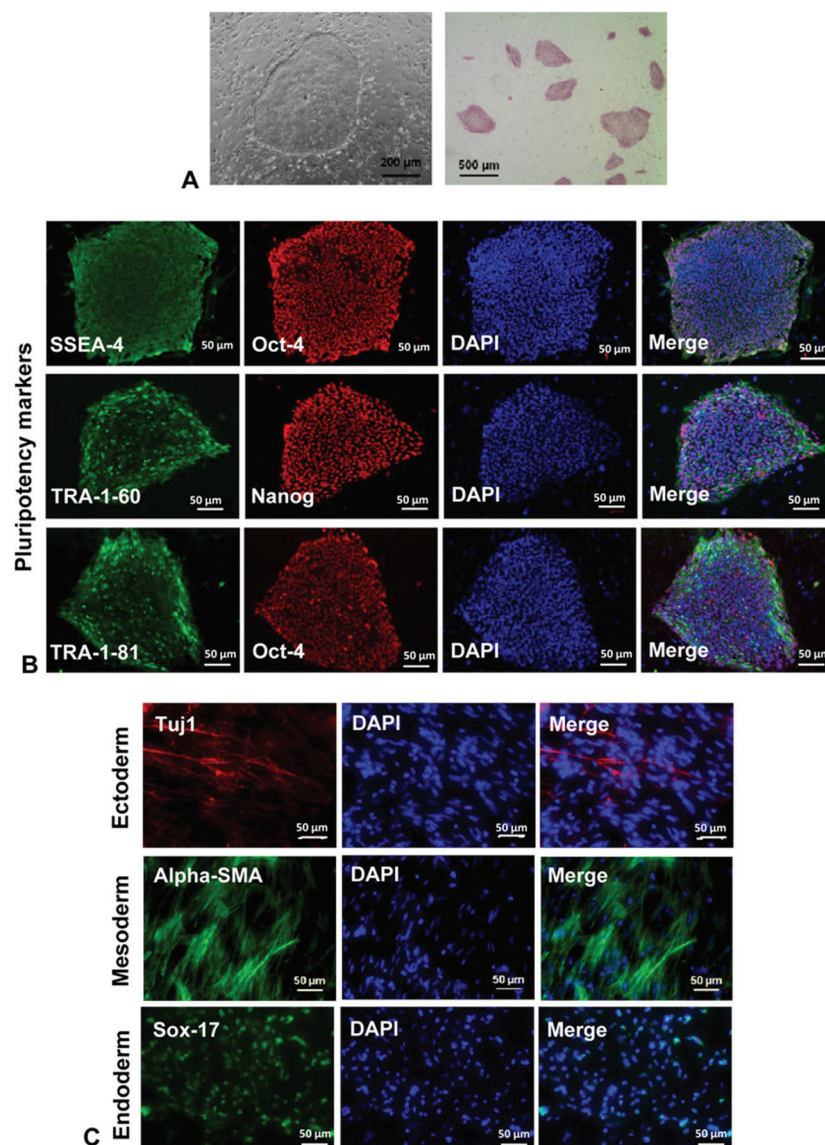 200 µm
500 µm
A
Pluripotency markers
SSEA-4
50 µm
Oct-4
50 µm
DAPI
50 µm
Merge
50 µm
TRA-1-60
50 µm
Nanog
50 µm
DAPI
50 µm
Merge
50 µm
TRA-1-81
50 µm
Oct-4
50 µm
DAPI
50 µm
Merge
50 µm
B
Ectoderm
Tuj1
50 µm
DAPI
50 µm
Merge
50 µm
Mesoderm
Alpha-SMA
50 µm
DAPI
50 µm
Merge
50 µm
Endoderm
Sox-17
50 µm
DAPI
50 µm
Merge
50 µm
C